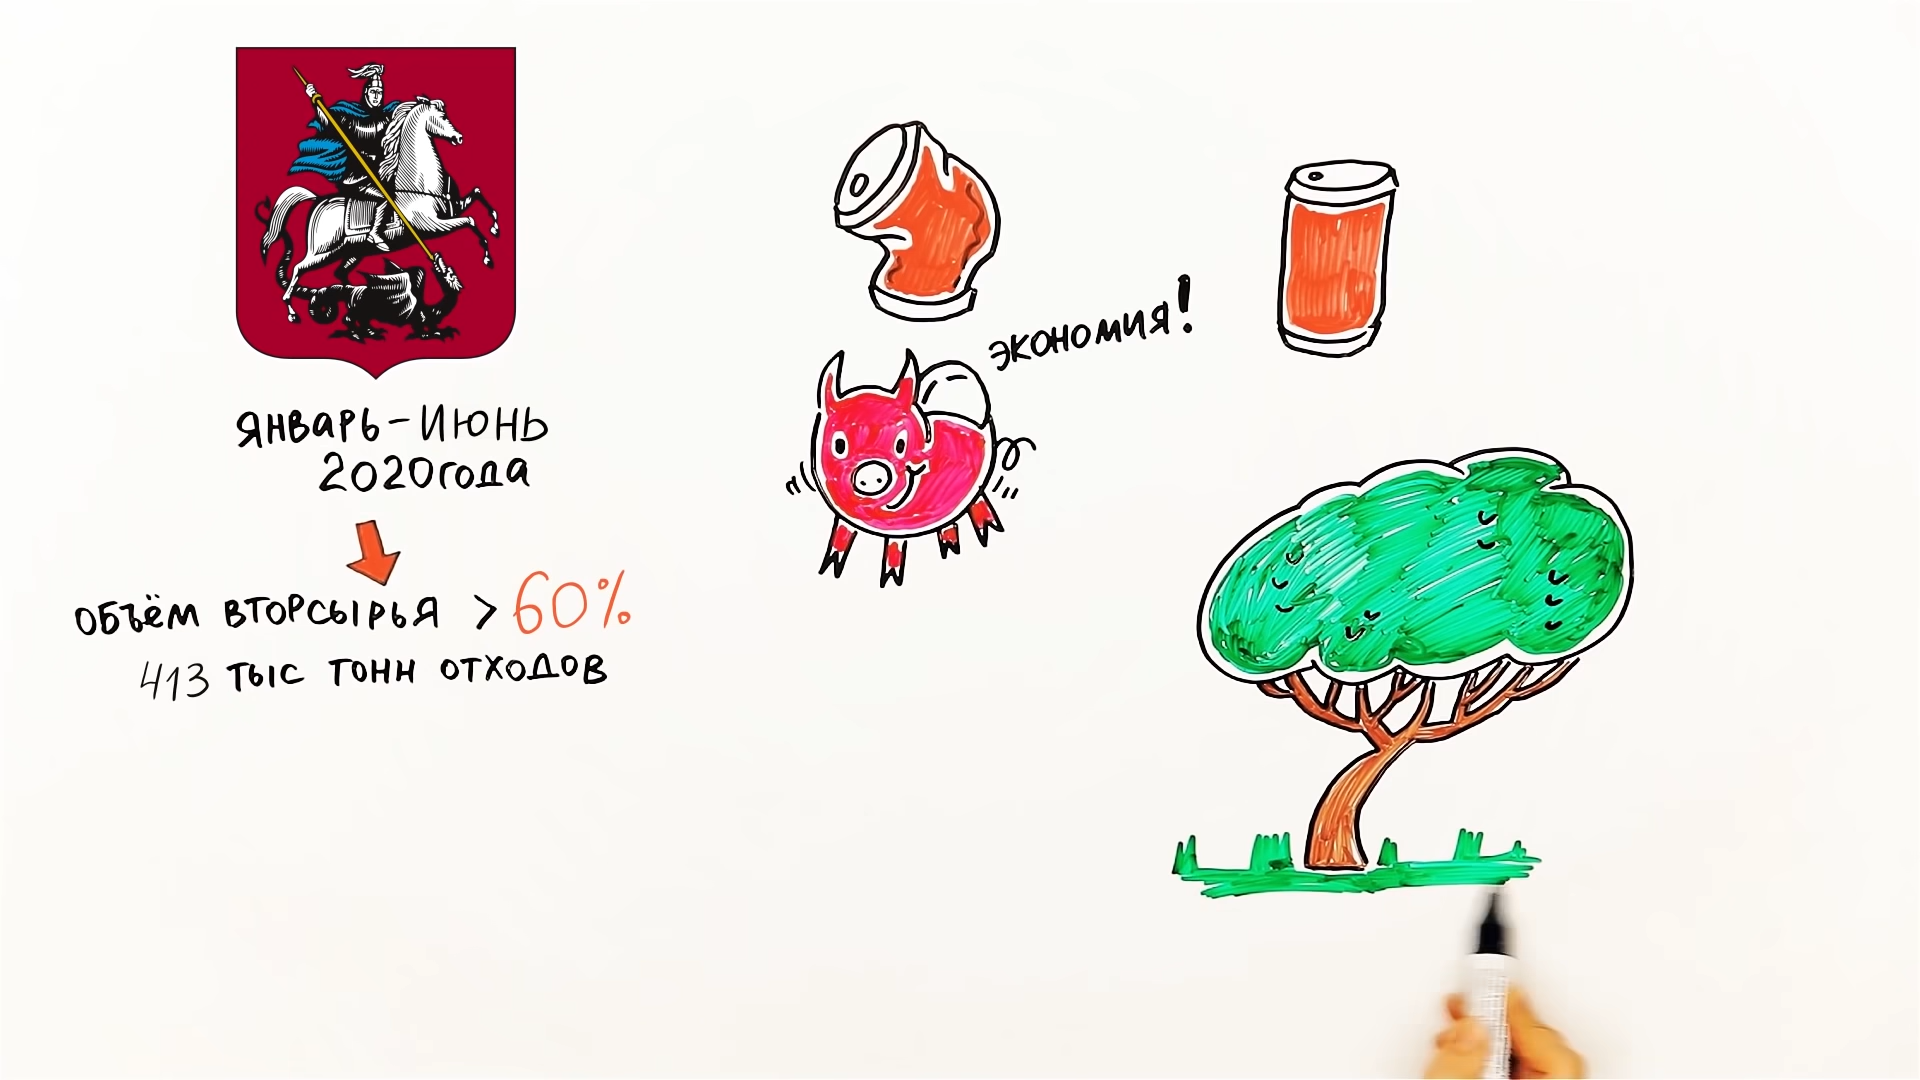 ЯНВАРЬ-ИЮНЬ
2020года
ОБЪЁМ ВТОРСЫРЬЯ > 60%
413 ТЫС ТОНН ОТХОДОВ
ЭКОНОМИЯ!